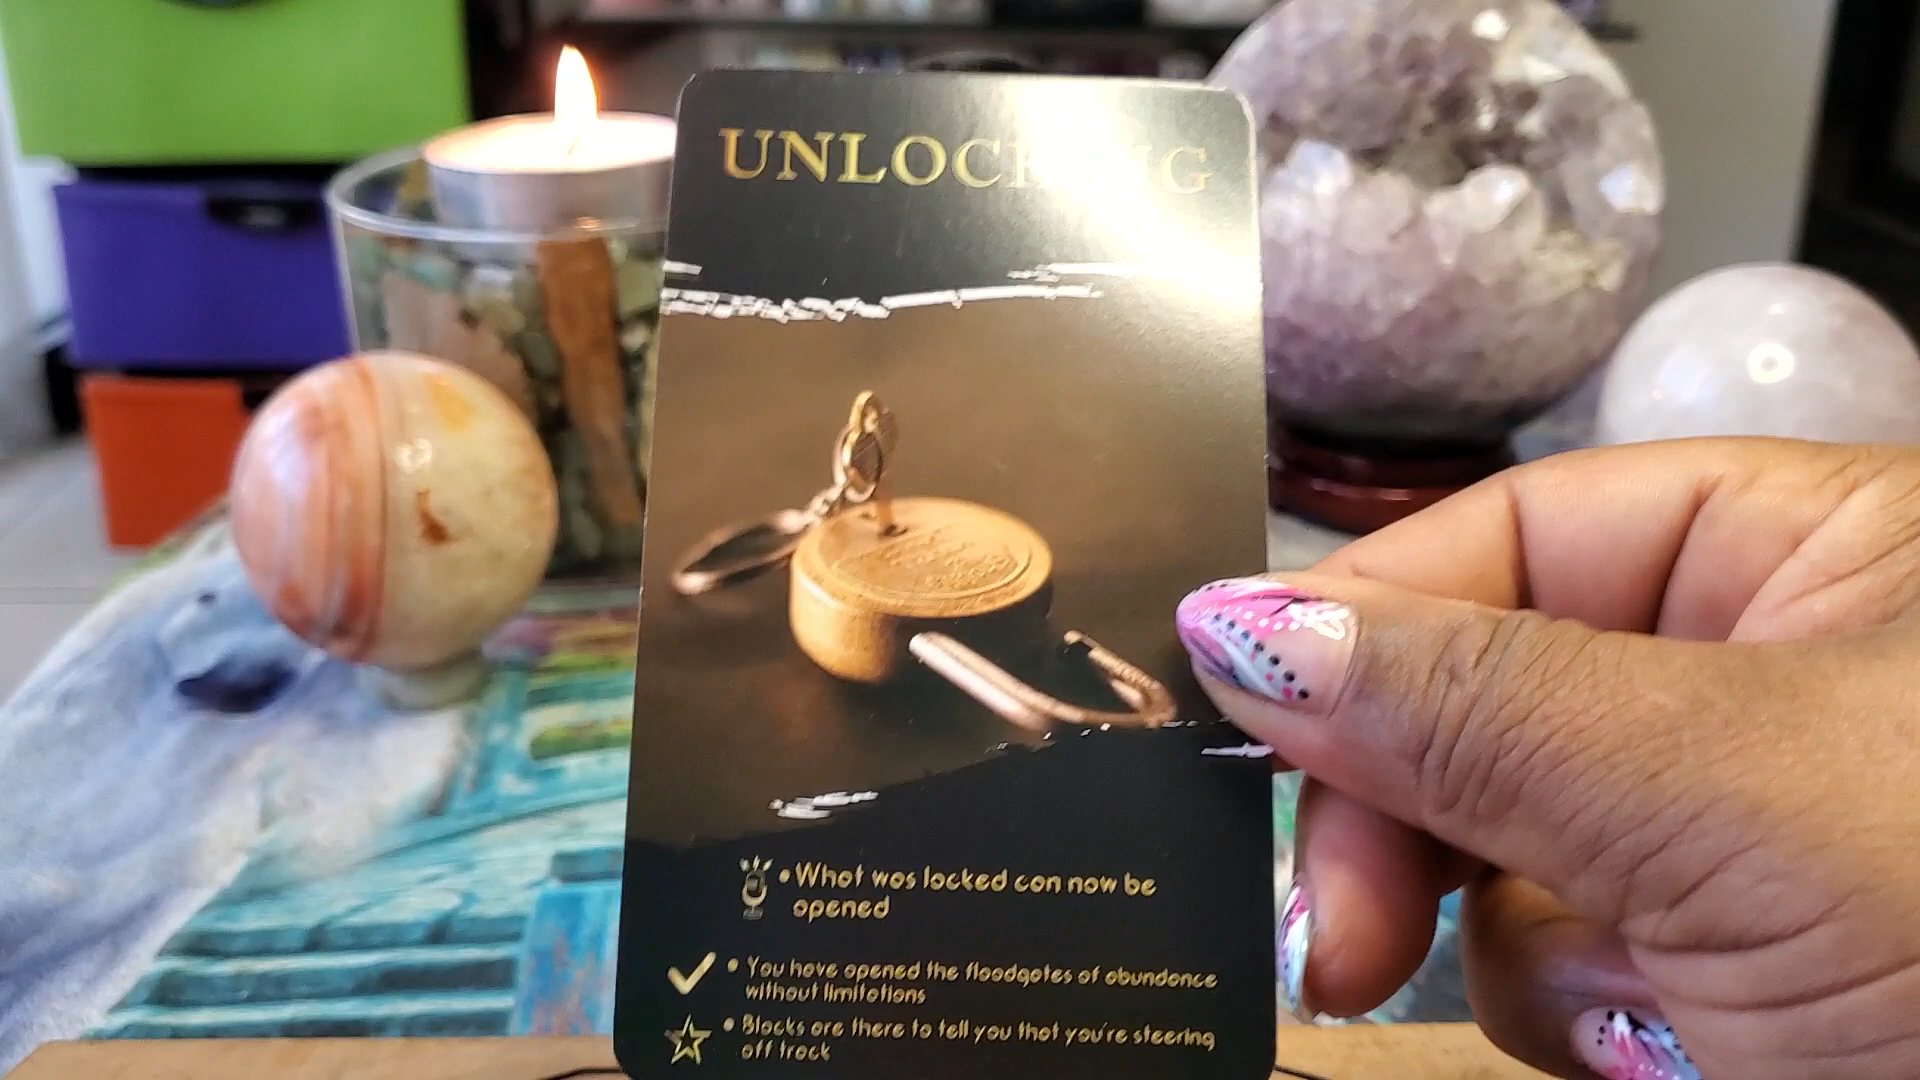 UNLOCKING
• What was locked can now be
opened
• You have opened the floodgates of abundance
without limitations
• Blocks are there to tell you that you're steering
off track